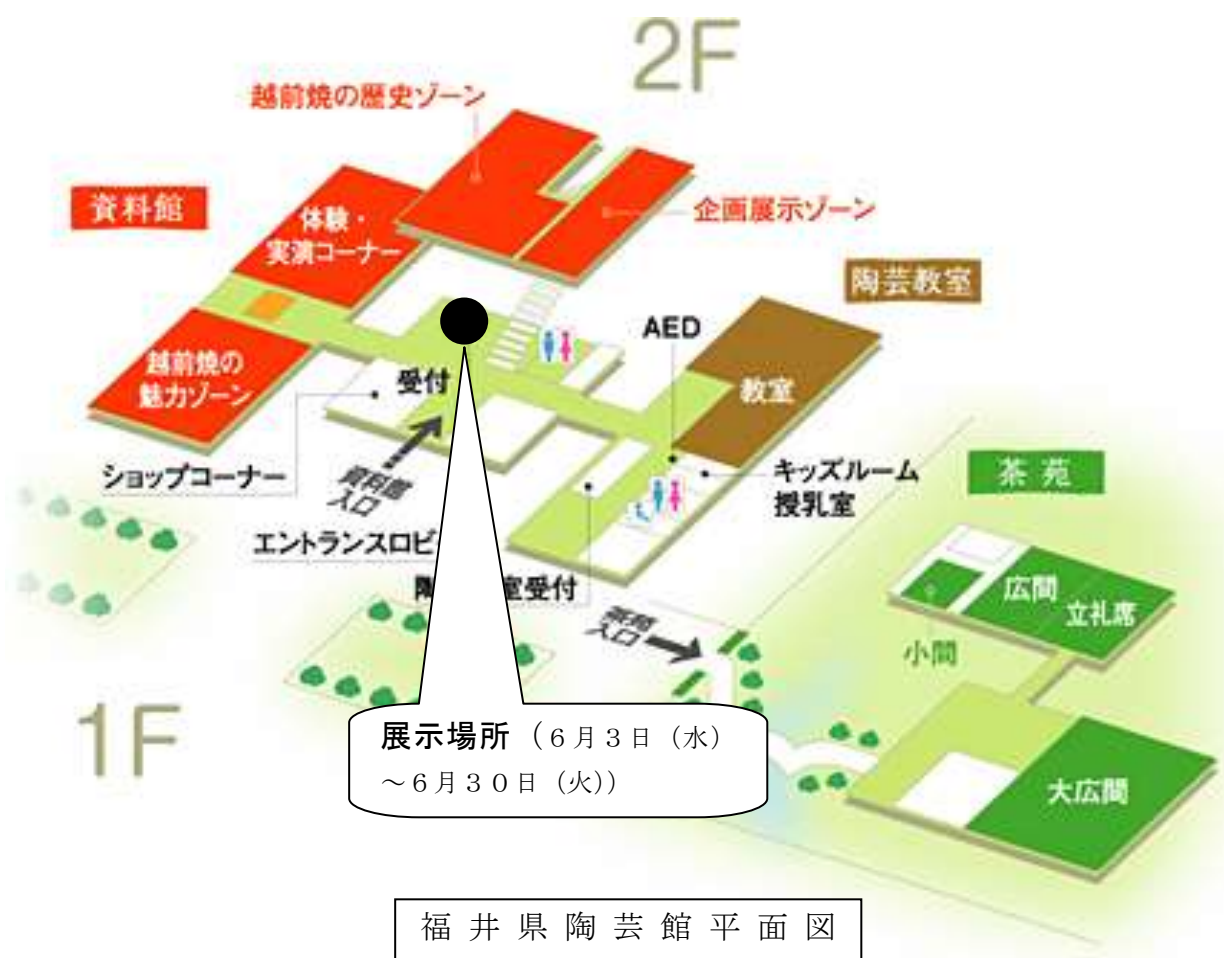 2F
越前焼の歴史ゾーン
資料館
体験・
実演コーナー
企画展示ゾーン
陶芸教室
AED
越前焼の
魅力ゾーン
受付
教室
ショップコーナー
資料館
入口
キッズルーム
授乳室
茶苑
エントランスロビ
陶
室受付
茶苑
入口
広間
立礼席
小間
1F
展示場所（６月３日（水）
～６月３０日（火））
大広間
福井県陶芸館平面図